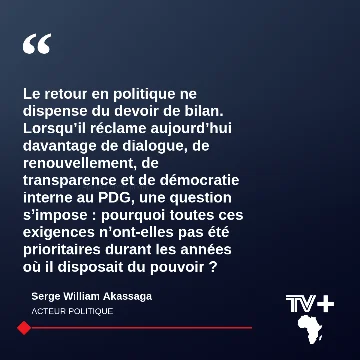 “
Le retour en politique ne
dispense du devoir de bilan.
Lorsqu’il réclame aujourd’hui
davantage de dialogue, de
renouvellement, de
transparence et de démocratie
interne au PDG, une question
s’impose : pourquoi toutes ces
exigences n’ont-elles pas été
prioritaires durant les années
où il disposait du pouvoir ?
Serge William Akassaga
ACTEUR POLITIQUE
TV+